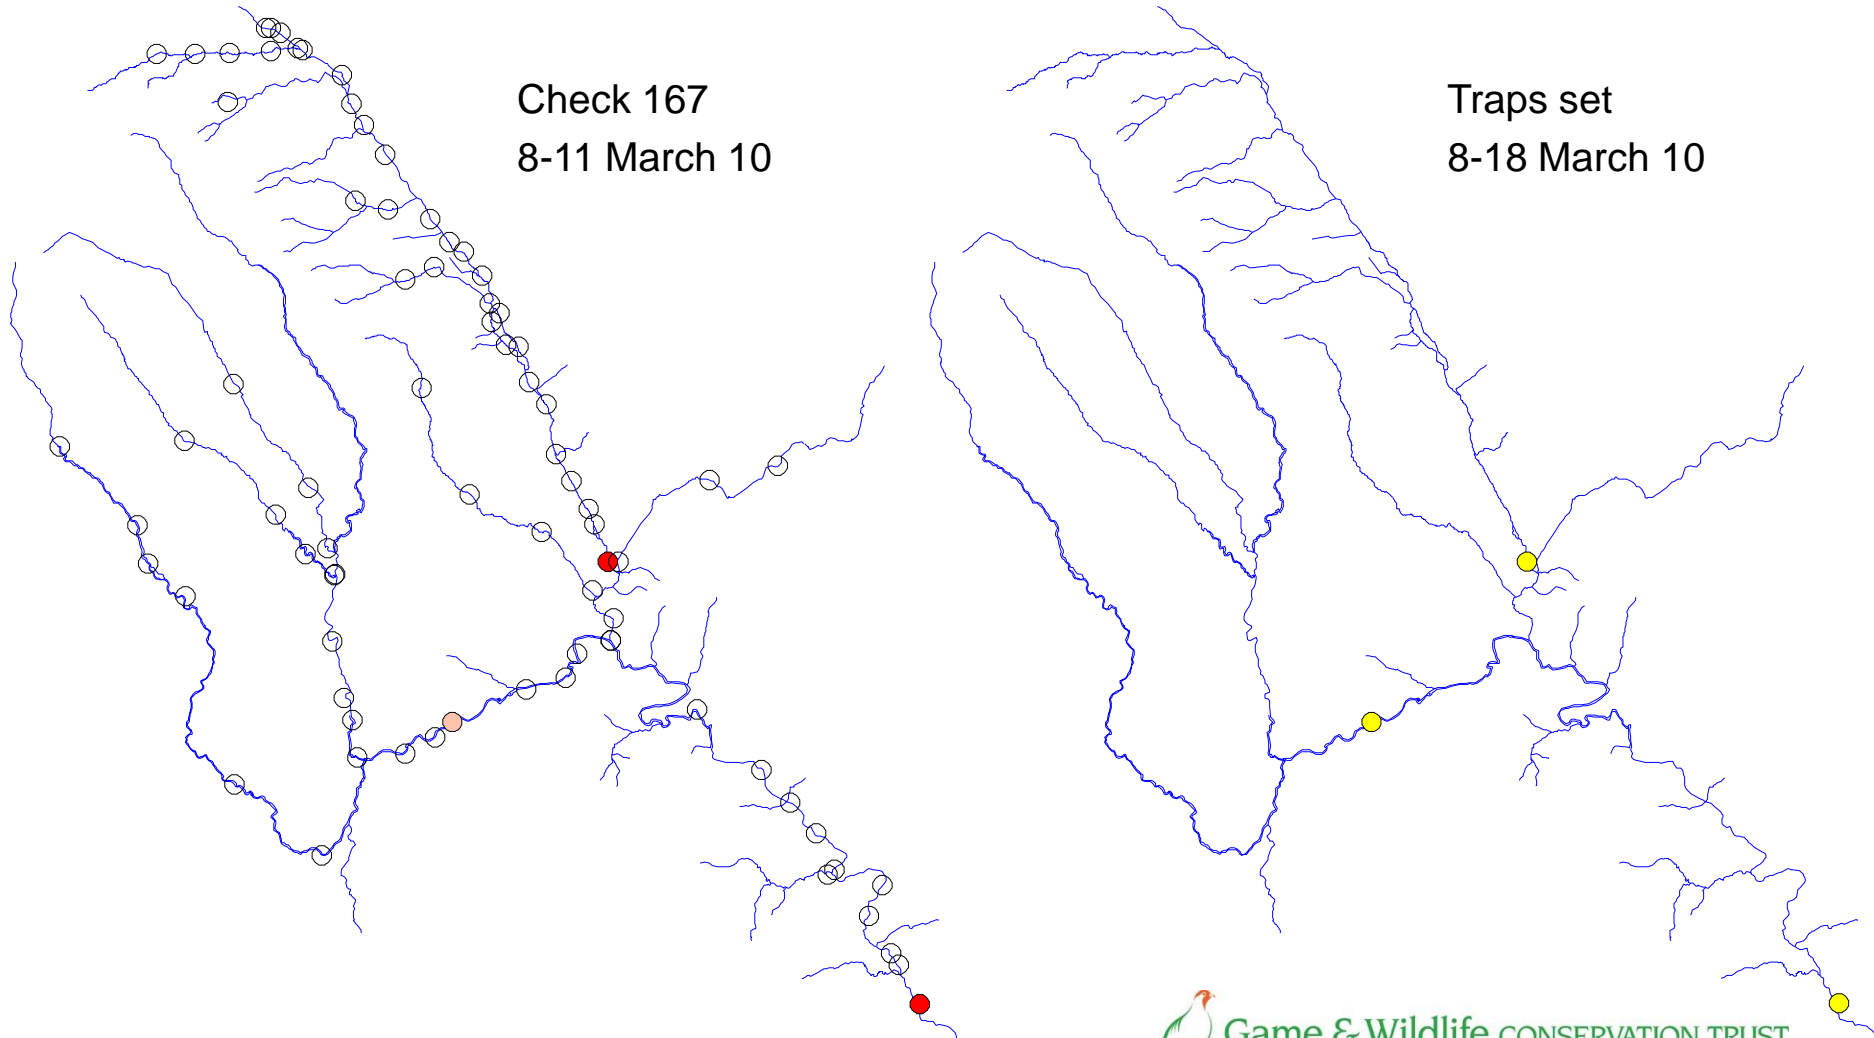 Check 167
8-11 March 10
Traps set
8-18 March 10
Game & Wildlife CONSERVATION TRUST